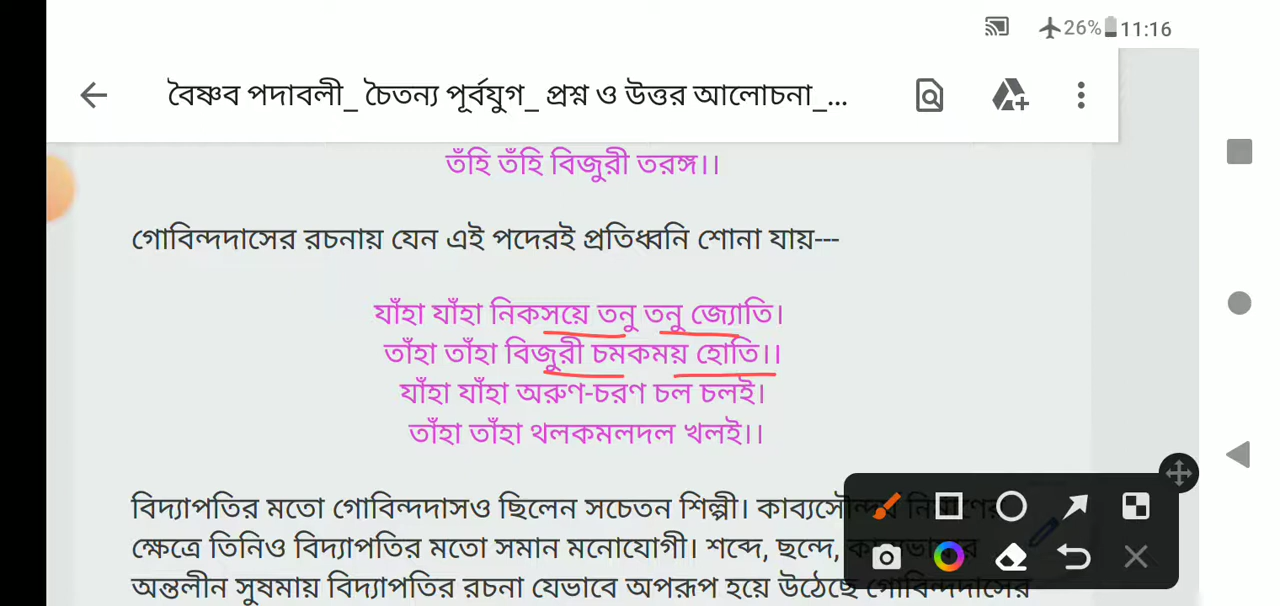 26% 11:16
বৈষ্ণব পদাবলী_ চৈতন্য পূর্বযুগ_ প্রশ্ন ও উত্তর আলোচনা_...
তঁহি তঁহি বিজুরী তরঙ্গ।।
গোবিন্দদাসের রচনায় যেন এই পদেরই প্রতিধ্বনি শোনা যায়---
যাঁহা যাঁহা নিকসয়ে তনু তনু জ্যোতি।
তাঁহা তাঁহা বিজুরী চমকময় হোতি।।
যাঁহা যাঁহা অরুণ-চরণ চল চলই।
তাঁহা তাঁহা থলকমলদল খলই।।
বিদ্যাপতির মতো গোবিন্দদাসও ছিলেন সচেতন শিল্পী। কাব্যসৌন্দর্য নির্মাণের
ক্ষেত্রে তিনিও বিদ্যাপতির মতো সমান মনোযোগী। শব্দে, ছন্দে,
অন্তলীন সুষমায় বিদ্যাপতির রচনা যেভাবে অপরূপ হয়ে উঠেছে গোবিন্দদাসের